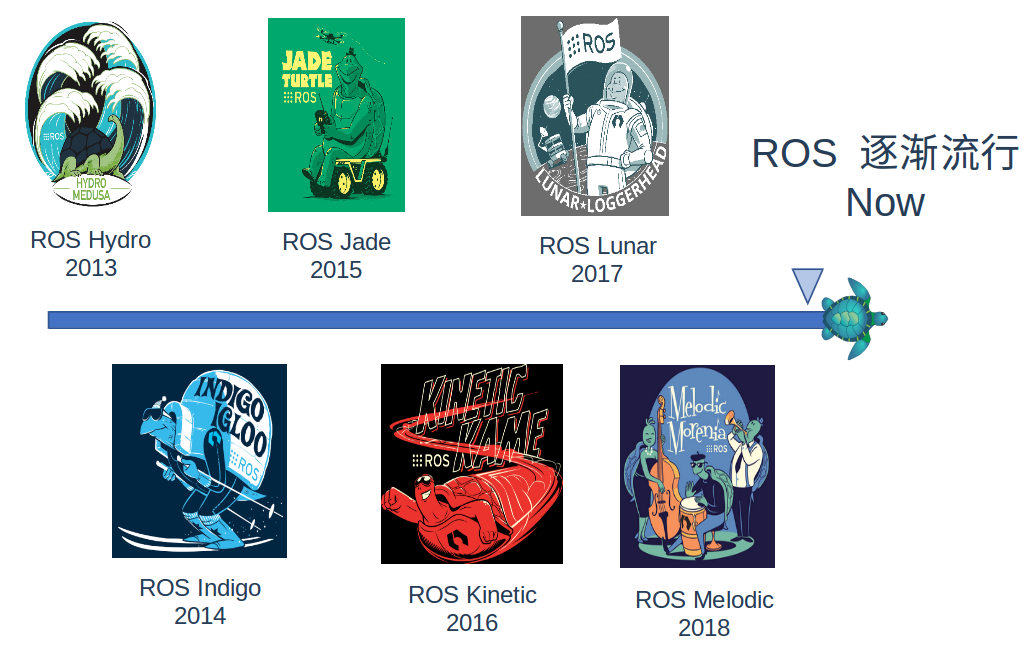 ROS
HYDRO
MEDUSA
ROS Hydro
2013
JADE
TURTLE
ROS
ROS Jade
2015
ROS
LUNAR★LOGGERHEAD
ROS Lunar
2017
ROS 逐渐流行
Now
INDIGO
IGLOO
ROS
ROS Indigo
2014
KINETIC
KAME
ROS
ROS Kinetic
2016
Melodic
Morenia
ROS
ROS Melodic
2018